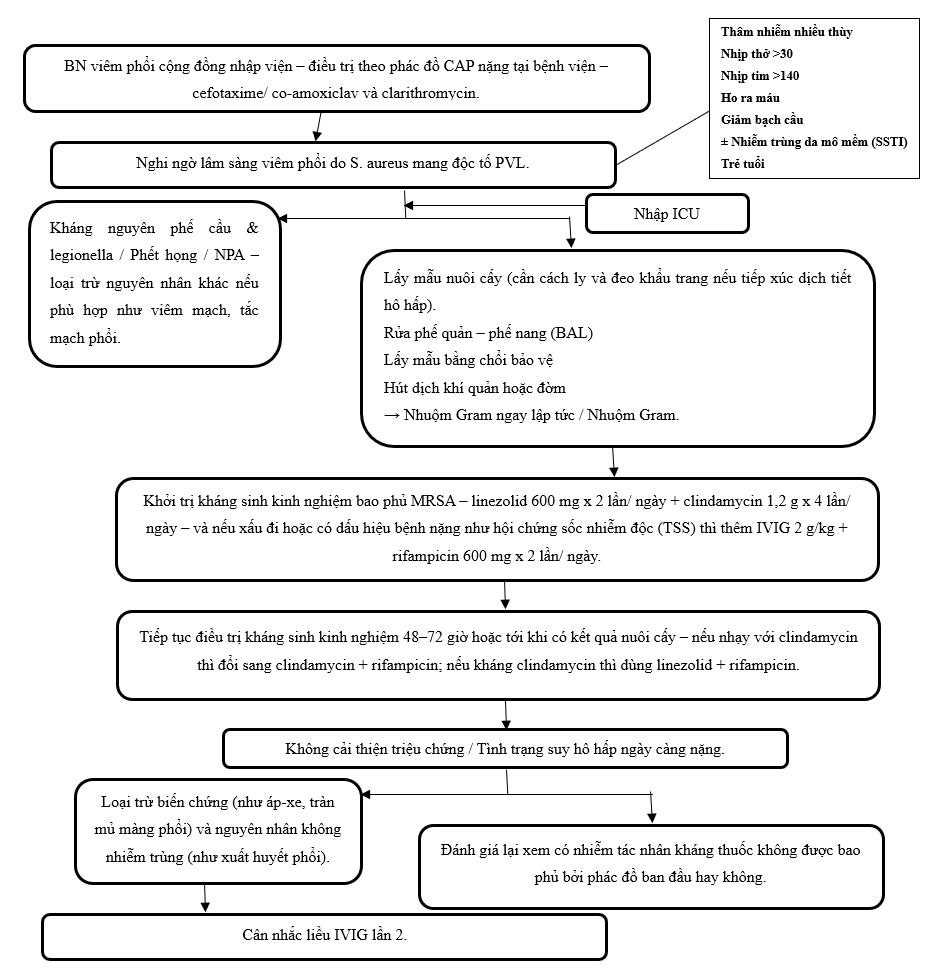 BN viêm phổi cộng đồng nhập viện – điều trị theo phác đồ CAP nặng tại bệnh viện –
cefotaxime/ co-amoxiclav và clarithromycin.
Thâm nhiễm nhiều thùy
Nhịp thở >30
Nhịp tim >140
Ho ra máu
Giảm bạch cầu
± Nhiễm trùng da mô mềm (SSTI)
Trẻ tuổi
Nghi ngờ lâm sàng viêm phổi do S. aureus mang độc tố PVL.
Nhập ICU
Kháng nguyên phế cầu &
legionella / Phết họng / NPA –
loại trừ nguyên nhân khác nếu
phù hợp như viêm mạch, tắc
mạch phổi.
Lấy mẫu nuôi cấy (cần cách ly và đeo khẩu trang nếu tiếp xúc dịch tiết
hô hấp).
Rửa phế quản – phế nang (BAL)
Lấy mẫu bằng chổi bảo vệ
Hút dịch khí quản hoặc đờm
→ Nhuộm Gram ngay lập tức / Nhuộm Gram.
Khởi trị kháng sinh kinh nghiệm bao phủ MRSA – linezolid 600 mg x 2 lần/ ngày + clindamycin 1,2 g x 4 lần/
ngày – và nếu xấu đi hoặc có dấu hiệu bệnh nặng như hội chứng sốc nhiễm độc (TSS) thì thêm IVIG 2 g/kg +
rifampicin 600 mg x 2 lần/ ngày.
Tiếp tục điều trị kháng sinh kinh nghiệm 48–72 giờ hoặc tới khi có kết quả nuôi cấy – nếu nhạy với clindamycin
thì đổi sang clindamycin + rifampicin; nếu kháng clindamycin thì dùng linezolid + rifampicin.
Không cải thiện triệu chứng / Tình trạng suy hô hấp ngày càng nặng.
Loại trừ biến chứng (như áp-xe, tràn
mủ màng phổi) và nguyên nhân không
nhiễm trùng (như xuất huyết phổi).
Đánh giá lại xem có nhiễm tác nhân kháng thuốc không được bao
phủ bởi phác đồ ban đầu hay không.
Cân nhắc liều IVIG lần 2.